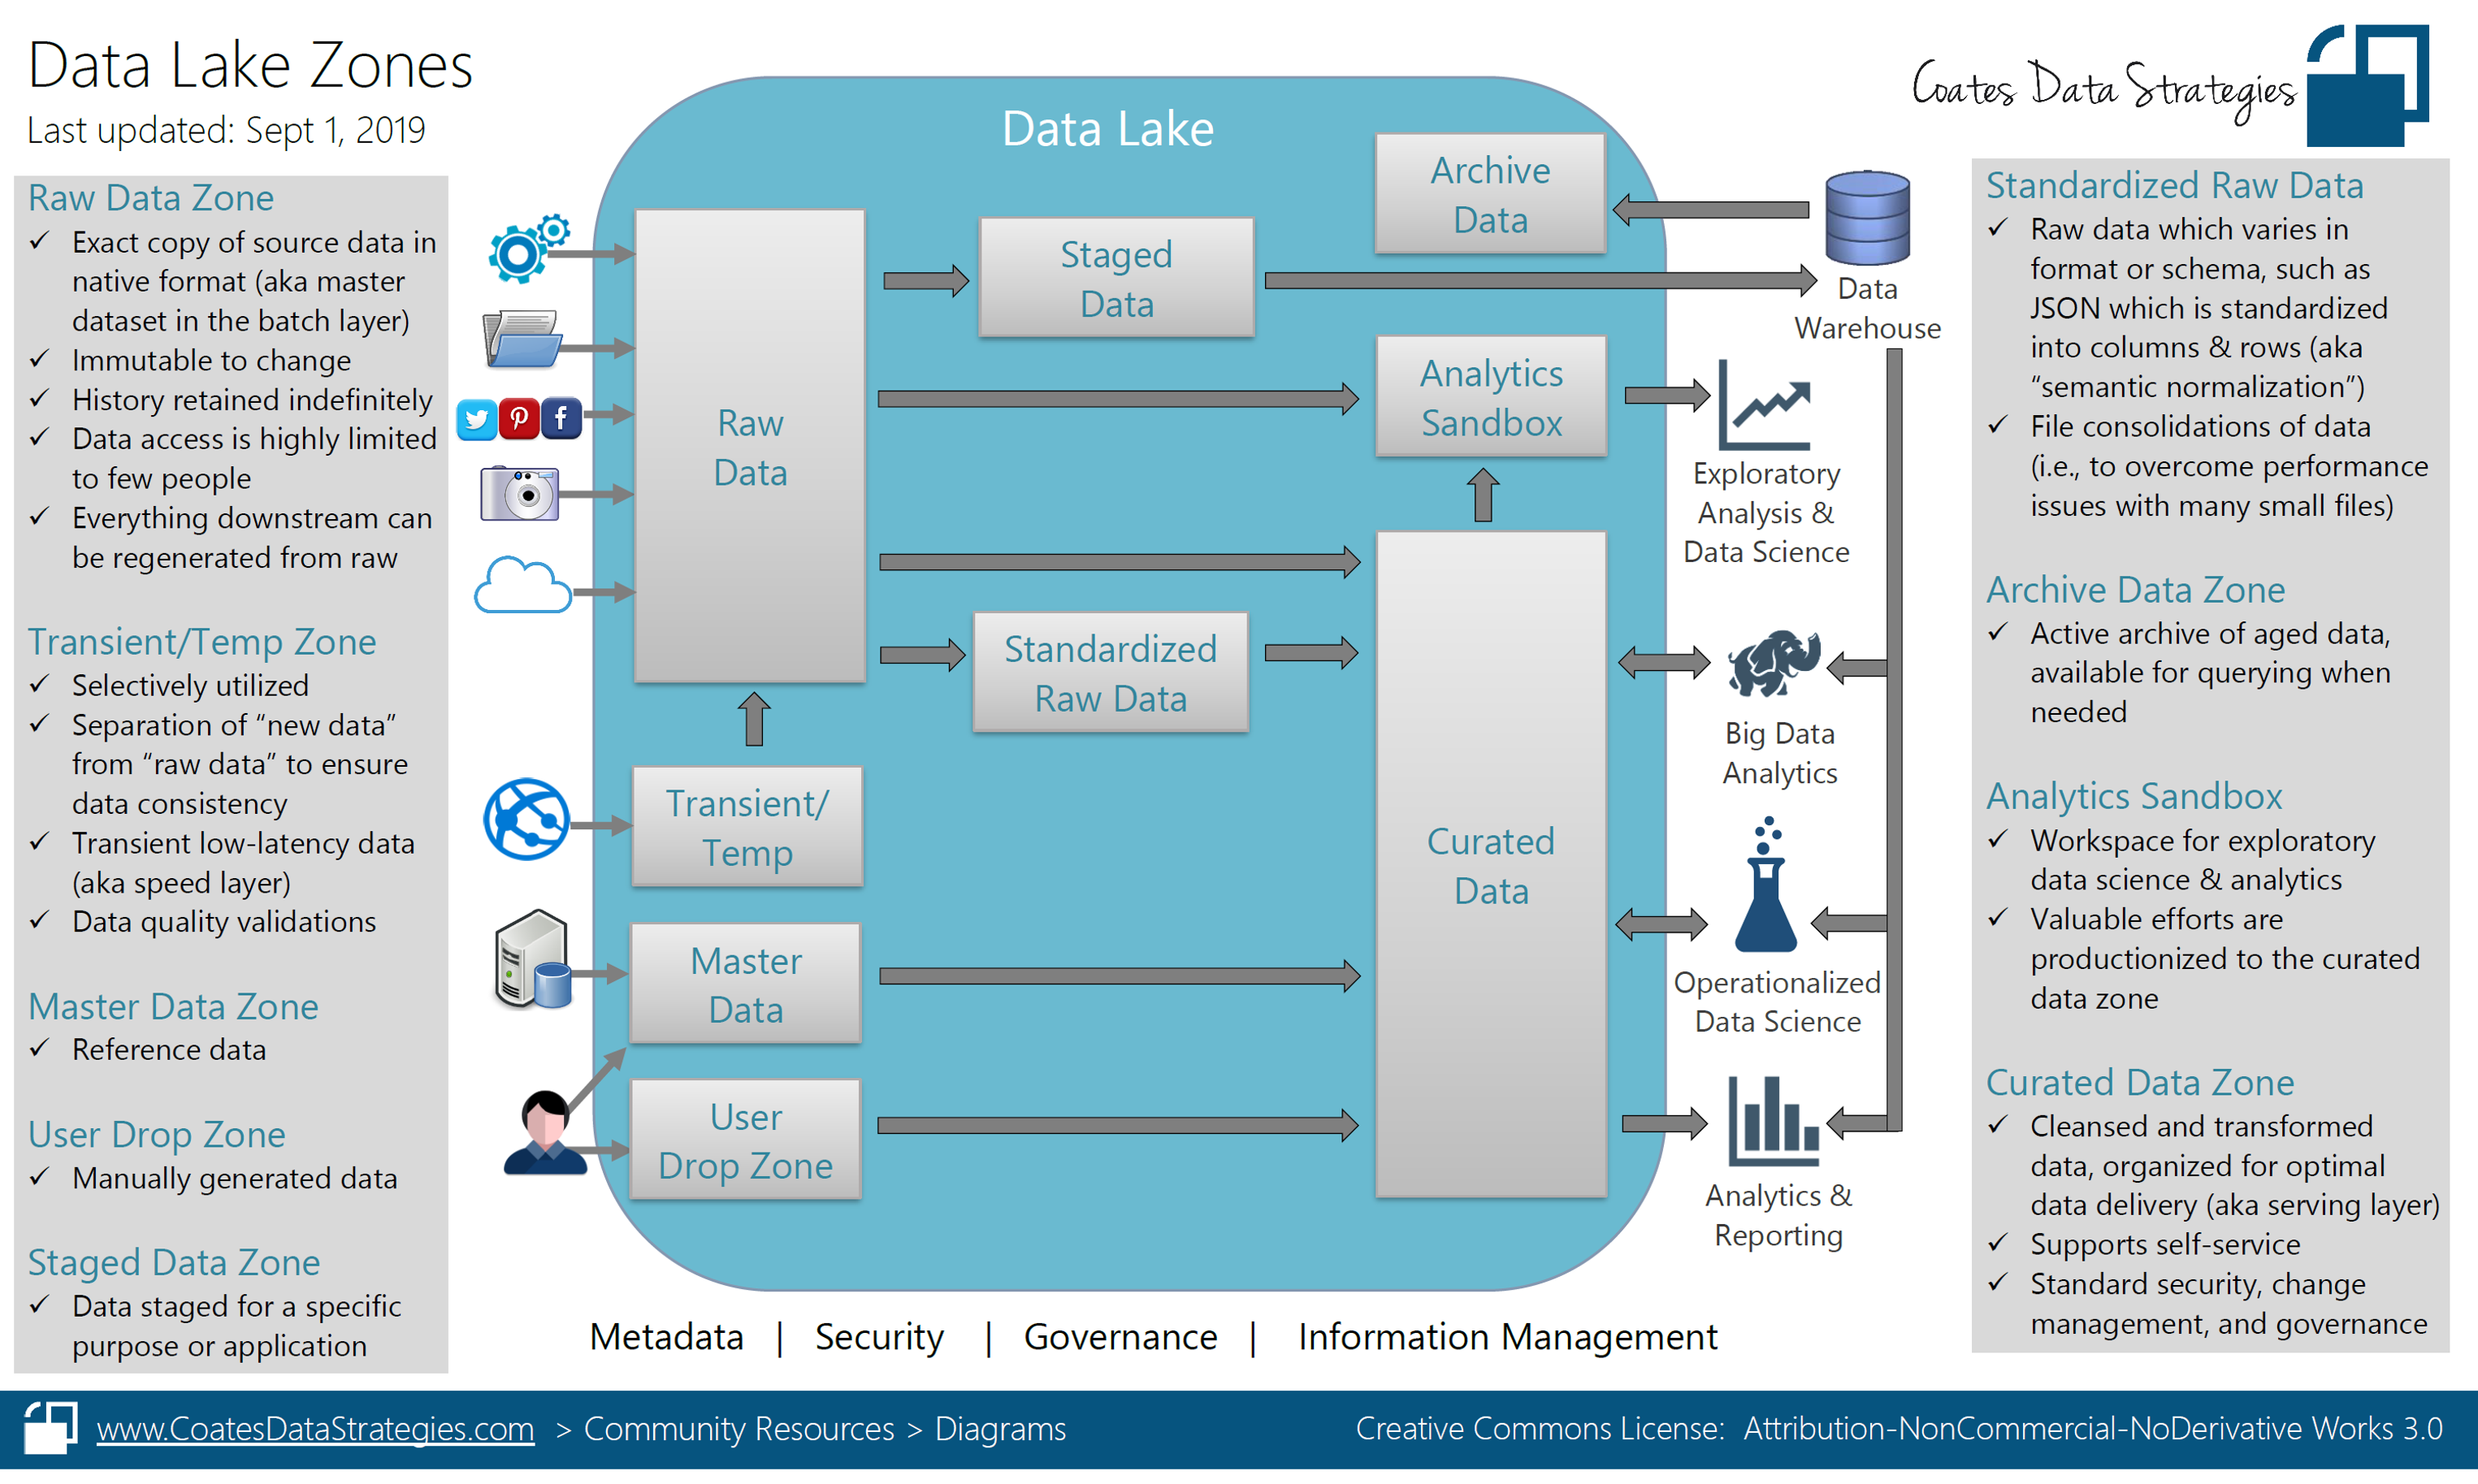 Data Lake Zones
Last updated: Sept 1, 2019
Coates Data Strategies
Raw Data Zone
✓ Exact copy of source data in
native format (aka master
dataset in the batch layer)
✓ Immutable to change
✓ History retained indefinitely
✓ Data access is highly limited
to few people
✓ Everything downstream can
be regenerated from raw
Transient/Temp Zone
✓ Selectively utilized
✓ Separation of “new data”
from “raw data” to ensure
data consistency
✓ Transient low-latency data
(aka speed layer)
✓ Data quality validations
Master Data Zone
✓ Reference data
User Drop Zone
✓ Manually generated data
Staged Data Zone
✓ Data staged for a specific
purpose or application
Data Lake
Raw
Data
Staged
Data
Archive
Data
Analytics
Sandbox
Standardized
Raw Data
Transient/
Temp
Master
Data
User
Drop Zone
Curated
Data
Data
Warehouse
Exploratory
Analysis &
Data Science
Big Data
Analytics
Operationalized
Data Science
Analytics &
Reporting
Metadata | Security | Governance | Information Management
Standardized Raw Data
✓ Raw data which varies in
format or schema, such as
JSON which is standardized
into columns & rows (aka
“semantic normalization”)
✓ File consolidations of data
(i.e., to overcome performance
issues with many small files)
Archive Data Zone
✓ Active archive of aged data,
available for querying when
needed
Analytics Sandbox
✓ Workspace for exploratory
data science & analytics
✓ Valuable efforts are
productionized to the curated
data zone
Curated Data Zone
✓ Cleansed and transformed
data, organized for optimal
data delivery (aka serving layer)
✓ Supports self-service
✓ Standard security, change
management, and governance
www.CoatesDataStrategies.com > Community Resources > Diagrams
Creative Commons License: Attribution-NonCommercial-NoDerivative Works 3.0